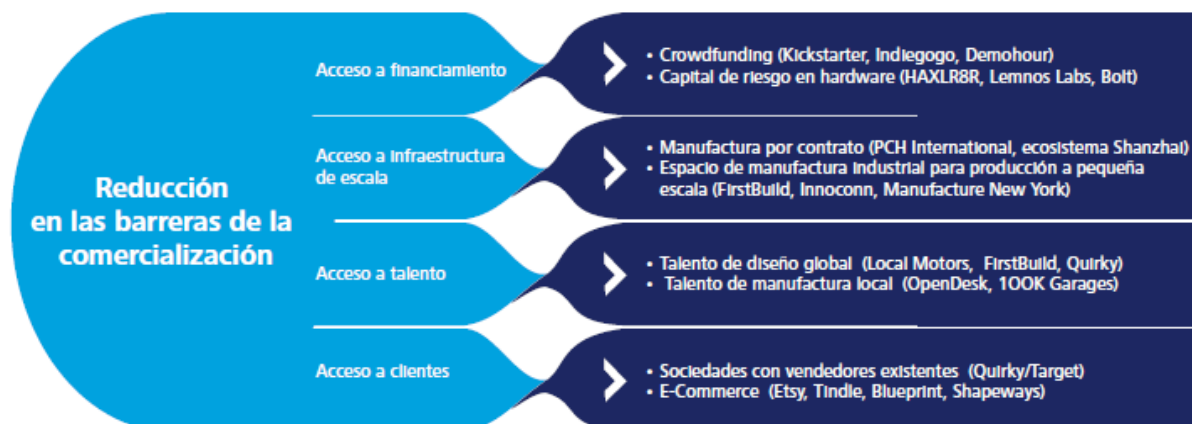 Reducción
en las barreras de la
comercialización
Acceso a financiamiento
• Crowdfunding (Kickstarter, Indiegogo, Demohour)
• Capital de riesgo en hardware (HAXLR8R, Lemnos Labs, Bolt)
Acceso a infraestructura
de escala
• Manufactura por contrato (PCH International, ecosistema Shanzhai)
• Espacio de manufactura industrial para producción a pequeña
escala (FirstBuild, Innoconn, Manufacture New York)
Acceso a talento
• Talento de diseño global (Local Motors, FirstBuild, Quirky)
• Talento de manufactura local (OpenDesk, 1OOK Garages)
Acceso a clientes
• Sociedades con vendedores existentes (Quirky/Target)
• E-Commerce (Etsy, Tindie, Blueprint, Shapeways)